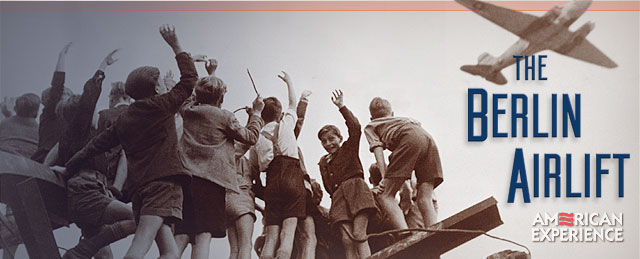 THE
BERLIN
AIRLIFT
AMERICAN
EXPERIENCE